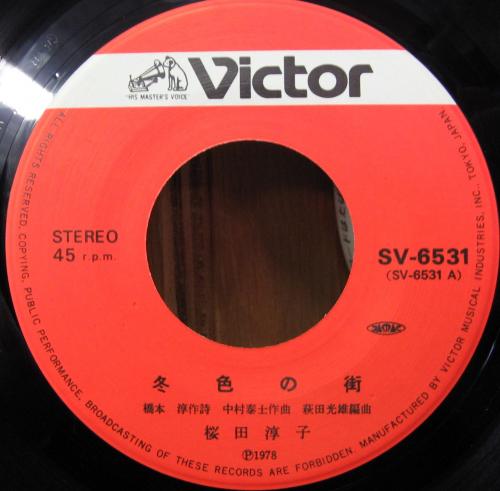 Victor
"HIS MASTER'S VOICE"
STEREO
45 r.p.m.
SV-6531
(SV-6531 A)
JASRAC
冬色の街
橋本 淳作詩 中村泰士作曲 萩田光雄編曲
桜田淳子
Ⓟ1978
ALL RIGHTS RESERVED. COPYING, PUBLIC PERFORMANCE, BROADCASTING OF THESE RECORDS ARE FORBIDDEN. MANUFACTURED BY VICTOR MUSICAL INDUSTRIES, INC., TOKYO, JAPAN.